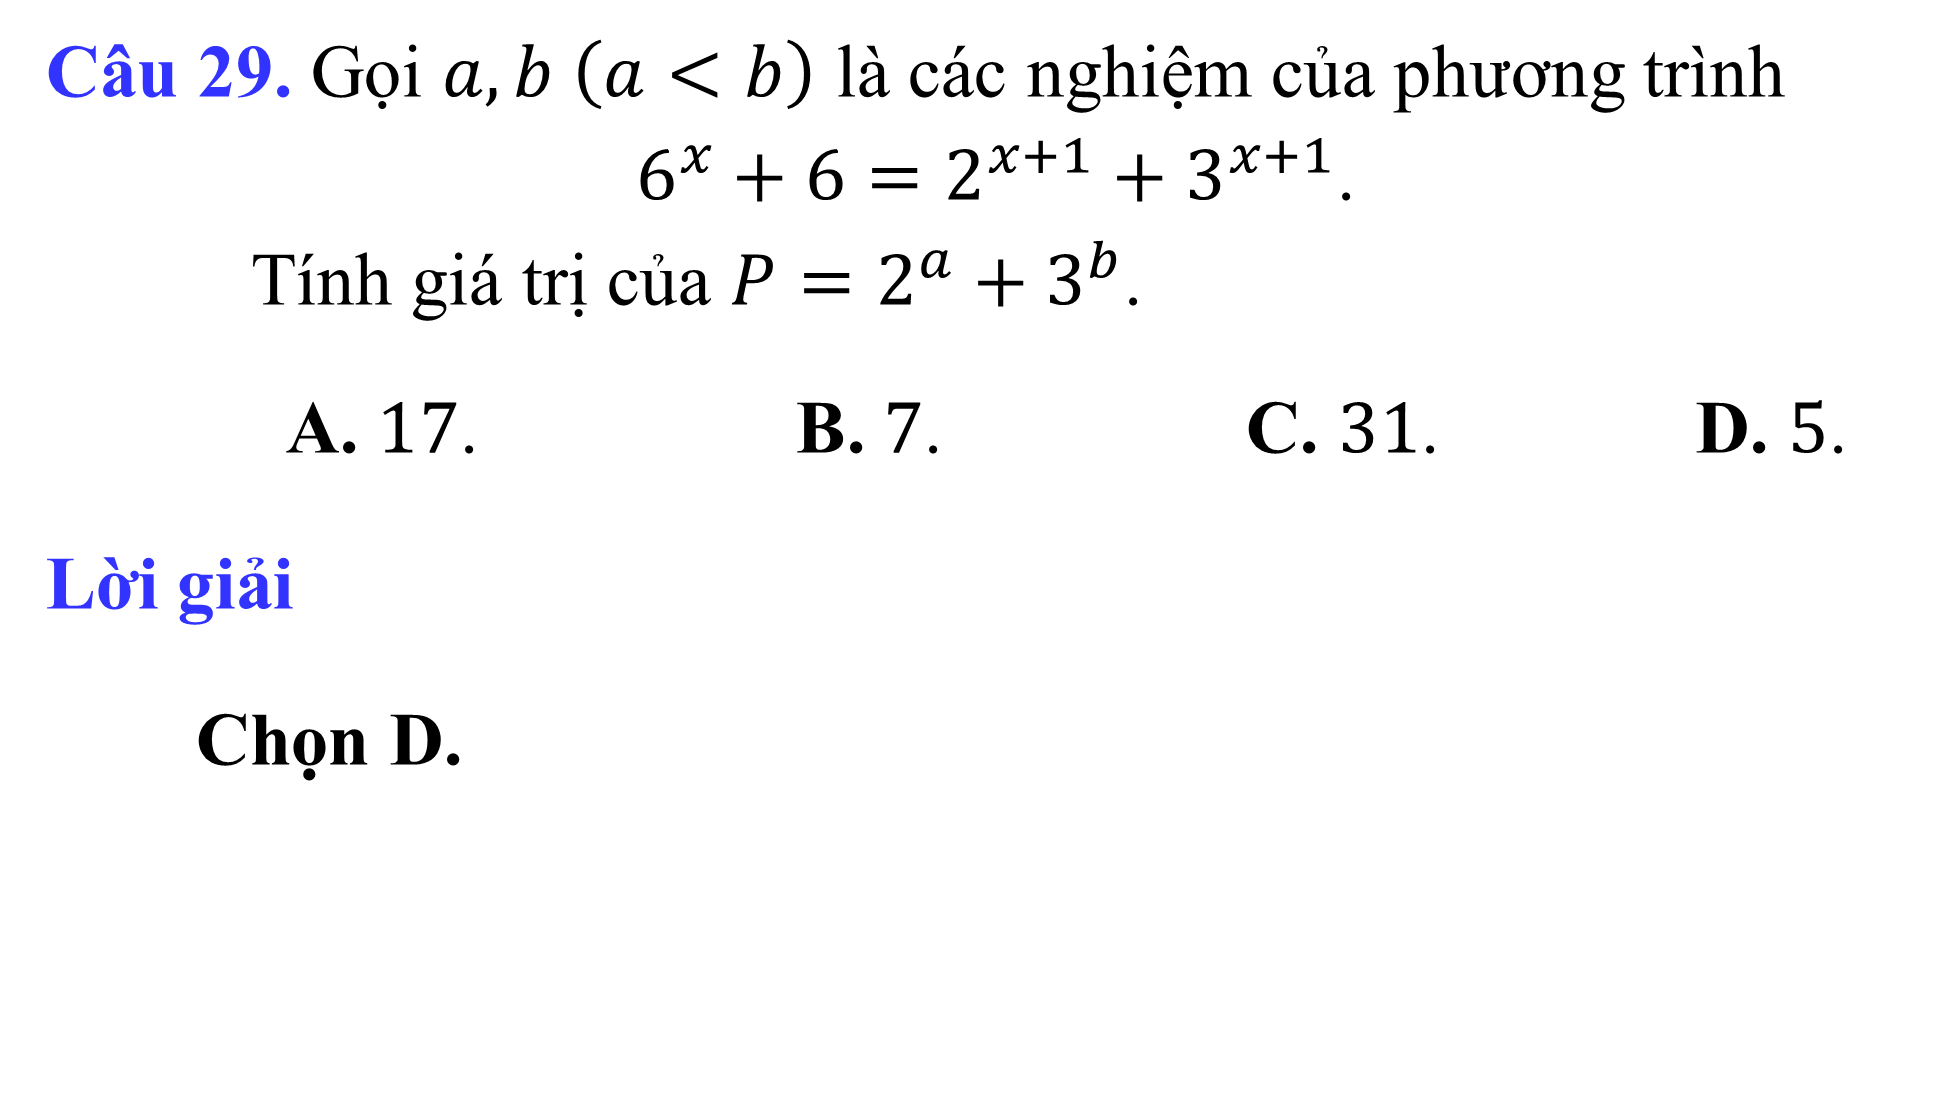 Câu 29. Gọi a, b (a < b) là các nghiệm của phương trình
6^x + 6 = 2^{x+1} + 3^{x+1}.
Tính giá trị của P = 2^a + 3^b.
A. 17. B. 7. C. 31. D. 5.
Lời giải
Chọn D.